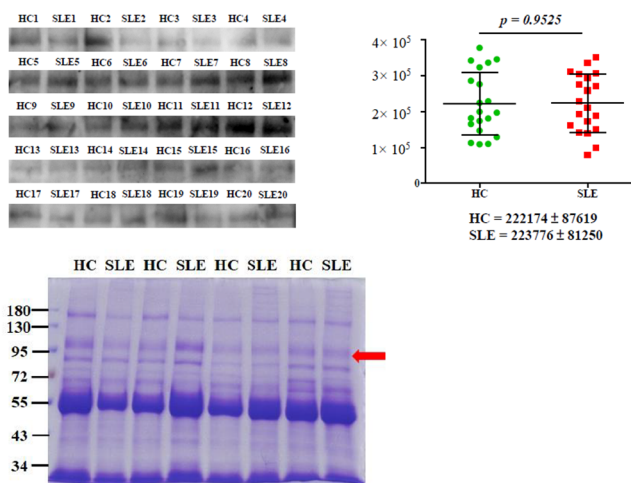 HC1 SLE1 HC2 SLE2 HC3 SLE3 HC4 SLE4
HC5 SLE5 HC6 SLE6 HC7 SLE7 HC8 SLE8
HC9 SLE9 HC10 SLE10 HC11 SLE11 HC12 SLE12
HC13 SLE13 HC14 SLE14 HC15 SLE15 HC16 SLE16
HC17 SLE17 HC18 SLE18 HC19 SLE19 HC20 SLE20
p = 0.9525
4× 10⁵
3× 10⁵
2× 10⁵
1× 10⁵
0
HC SLE
HC = 222174 ± 87619
SLE = 223776 ± 81250
HC SLE HC SLE HC SLE HC SLE
180
130
95
72
55
43
34